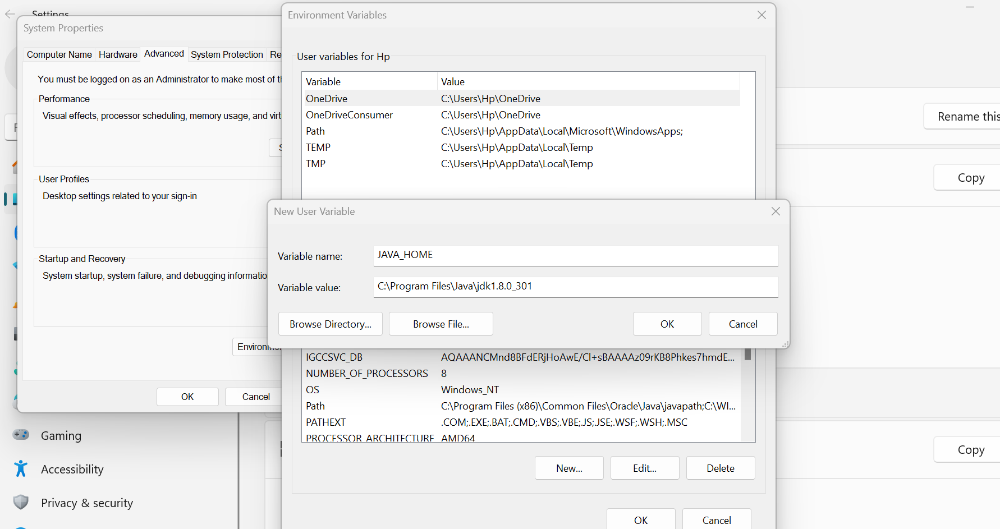 Settings
System Properties
Computer Name Hardware Advanced System Protection Re
You must be logged on as an Administrator to make most of th
Performance
Visual effects, processor scheduling, memory usage, and virt
User Profiles
Desktop settings related to your sign-in
Startup and Recovery
System startup, system failure, and debugging informatio
Environme
OK Cancel
Gaming
Accessibility
Privacy & security
Environment Variables
User variables for Hp
Variable Value
OneDrive C:\Users\Hp\OneDrive
OneDriveConsumer C:\Users\Hp\OneDrive
Path C:\Users\Hp\AppData\Local\Microsoft\WindowsApps;
TEMP C:\Users\Hp\AppData\Local\Temp
TMP C:\Users\Hp\AppData\Local\Temp
New User Variable
Variable name: JAVA_HOME
Variable value: C:\Program Files\Java\jdk1.8.0_301
Browse Directory... Browse File... OK Cancel
IGCCSVC_DB AQAAANCMnd8BFdERjHoAwE/Cl+sBAAAAz09rKB8Phkes7hmdE...
NUMBER_OF_PROCESSORS 8
OS Windows_NT
Path C:\Program Files (x86)\Common Files\Oracle\Java\javapath;C:\WI...
PATHEXT .COM;.EXE;.BAT;.CMD;.VBS;.VBE;.JS;.JSE;.WSF;.WSH;.MSC
PROCESSOR_ARCHITECTURE AMD64
New... Edit... Delete
OK Cancel
Rename this
Copy
Copy